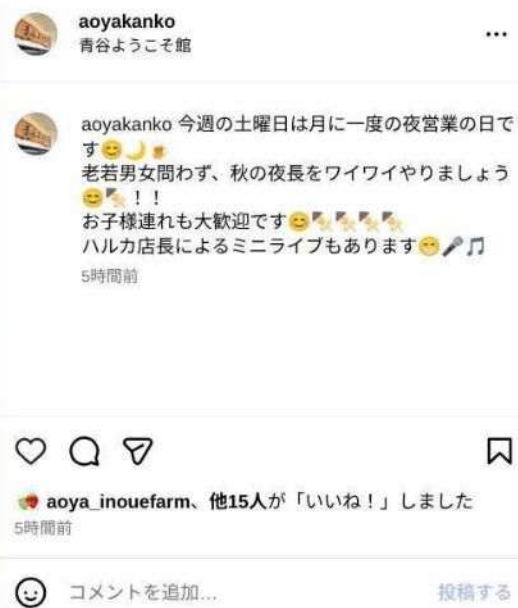 aoyakanko
青谷ようこそ館
aoyakanko 今週の土曜日は月に一度の夜営業の日で
す😊🌙🍺
老若男女問わず、秋の夜長をワイワイやりましょう
😊🍢！！
お子様連れも大歓迎です😊🍢🍢🍢🍢
ハルカ店長によるミニライブもあります😁🎤🎵
5時間前
aoya_inouefarm、他15人が「いいね！」しました
5時間前
コメントを追加...
投稿する